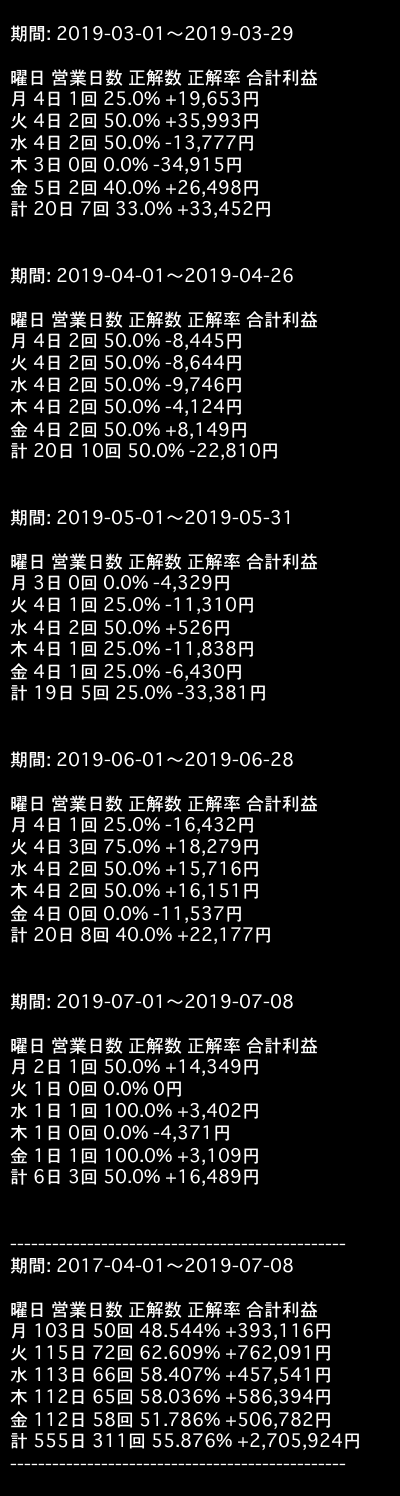 期間: 2019-03-01〜2019-03-29
曜日 営業日数 正解数 正解率 合計利益
月 4日 1回 25.0% +19,653円
火 4日 2回 50.0% +35,993円
水 4日 2回 50.0% -13,777円
木 3日 0回 0.0% -34,915円
金 5日 2回 40.0% +26,498円
計 20日 7回 33.0% +33,452円
期間: 2019-04-01〜2019-04-26
曜日 営業日数 正解数 正解率 合計利益
月 4日 2回 50.0% -8,445円
火 4日 2回 50.0% -8,644円
水 4日 2回 50.0% -9,746円
木 4日 2回 50.0% -4,124円
金 4日 2回 50.0% +8,149円
計 20日 10回 50.0% -22,810円
期間: 2019-05-01〜2019-05-31
曜日 営業日数 正解数 正解率 合計利益
月 3日 0回 0.0% -4,329円
火 4日 1回 25.0% -11,310円
水 4日 2回 50.0% +526円
木 4日 1回 25.0% -11,838円
金 4日 1回 25.0% -6,430円
計 19日 5回 25.0% -33,381円
期間: 2019-06-01〜2019-06-28
曜日 営業日数 正解数 正解率 合計利益
月 4日 1回 25.0% -16,432円
火 4日 3回 75.0% +18,279円
水 4日 2回 50.0% +15,716円
木 4日 2回 50.0% +16,151円
金 4日 0回 0.0% -11,537円
計 20日 8回 40.0% +22,177円
期間: 2019-07-01〜2019-07-08
曜日 営業日数 正解数 正解率 合計利益
月 2日 1回 50.0% +14,349円
火 1日 0回 0.0% 0円
水 1日 1回 100.0% +3,402円
木 1日 0回 0.0% -4,371円
金 1日 1回 100.0% +3,109円
計 6日 3回 50.0% +16,489円
------------------------------------------------
期間: 2017-04-01〜2019-07-08
曜日 営業日数 正解数 正解率 合計利益
月 103日 50回 48.544% +393,116円
火 115日 72回 62.609% +762,091円
水 113日 66回 58.407% +457,541円
木 112日 65回 58.036% +586,394円
金 112日 58回 51.786% +506,782円
計 555日 311回 55.876% +2,705,924円
------------------------------------------------